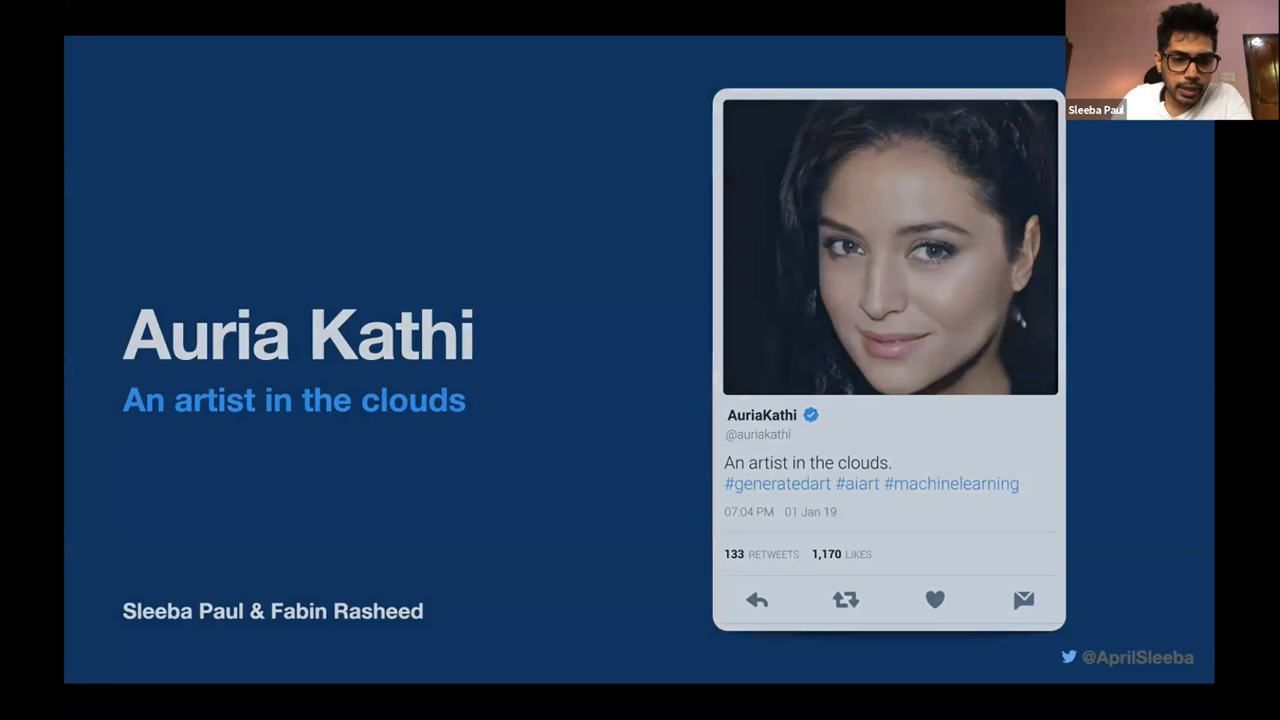 Sleeba Paul
Auria Kathi
An artist in the clouds
Sleeba Paul & Fabin Rasheed
AuriaKathi
@auriakathi
An artist in the clouds.
#generatedart #aiart #machinelearning
07:04 PM 01 Jan 19
133 RETWEETS 1,170 LIKES
@AprilSleeba